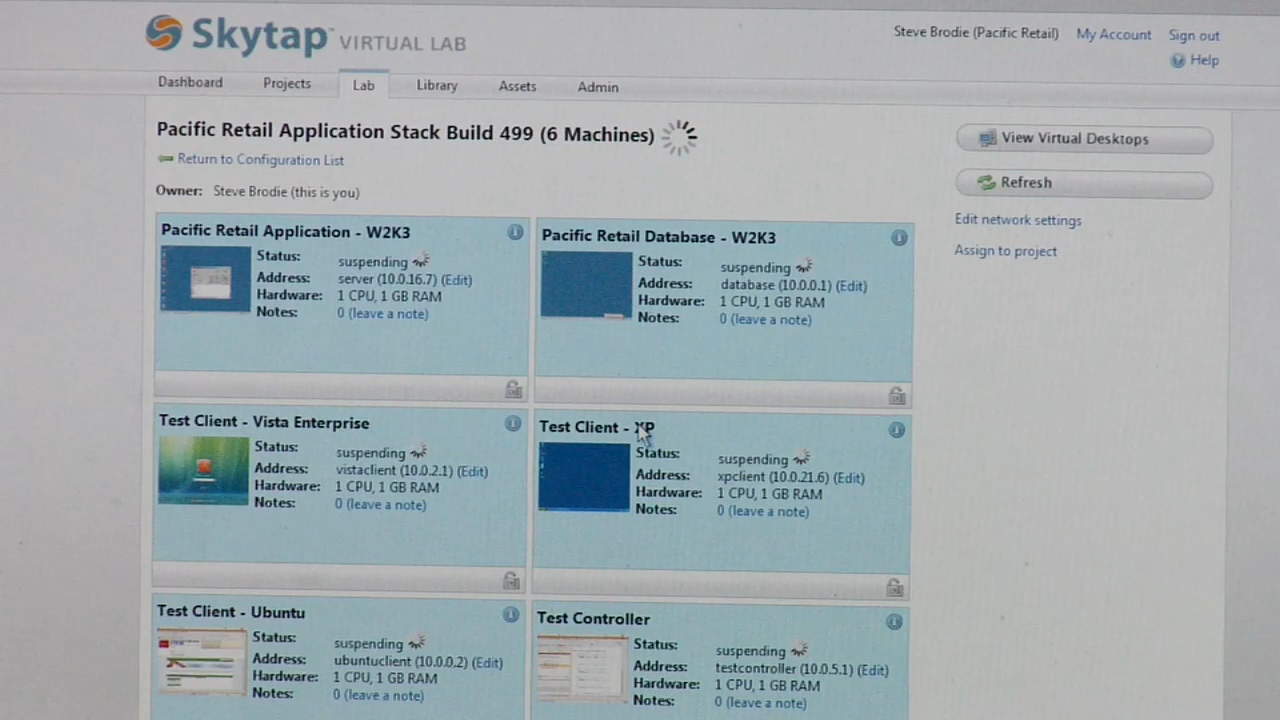 Skytap™ VIRTUAL LAB
Steve Brodie (Pacific Retail) My Account Sign out
Help
Dashboard Projects Lab Library Assets Admin
Pacific Retail Application Stack Build 499 (6 Machines)
Return to Configuration List
Owner: Steve Brodie (this is you)
View Virtual Desktops
Refresh
Edit network settings
Assign to project
Pacific Retail Application - W2K3
Status: suspending
Address: server (10.0.16.7) (Edit)
Hardware: 1 CPU, 1 GB RAM
Notes: 0 (leave a note)
Pacific Retail Database - W2K3
Status: suspending
Address: database (10.0.0.1) (Edit)
Hardware: 1 CPU, 1 GB RAM
Notes: 0 (leave a note)
Test Client - Vista Enterprise
Status: suspending
Address: vistaclient (10.0.2.1) (Edit)
Hardware: 1 CPU, 1 GB RAM
Notes: 0 (leave a note)
Test Client - XP
Status: suspending
Address: xpclient (10.0.21.6) (Edit)
Hardware: 1 CPU, 1 GB RAM
Notes: 0 (leave a note)
Test Client - Ubuntu
Status: suspending
Address: ubuntuclient (10.0.0.2) (Edit)
Hardware: 1 CPU, 1 GB RAM
Notes: 0 (leave a note)
Test Controller
Status: suspending
Address: testcontroller (10.0.5.1) (Edit)
Hardware: 1 CPU, 1 GB RAM
Notes: 0 (leave a note)